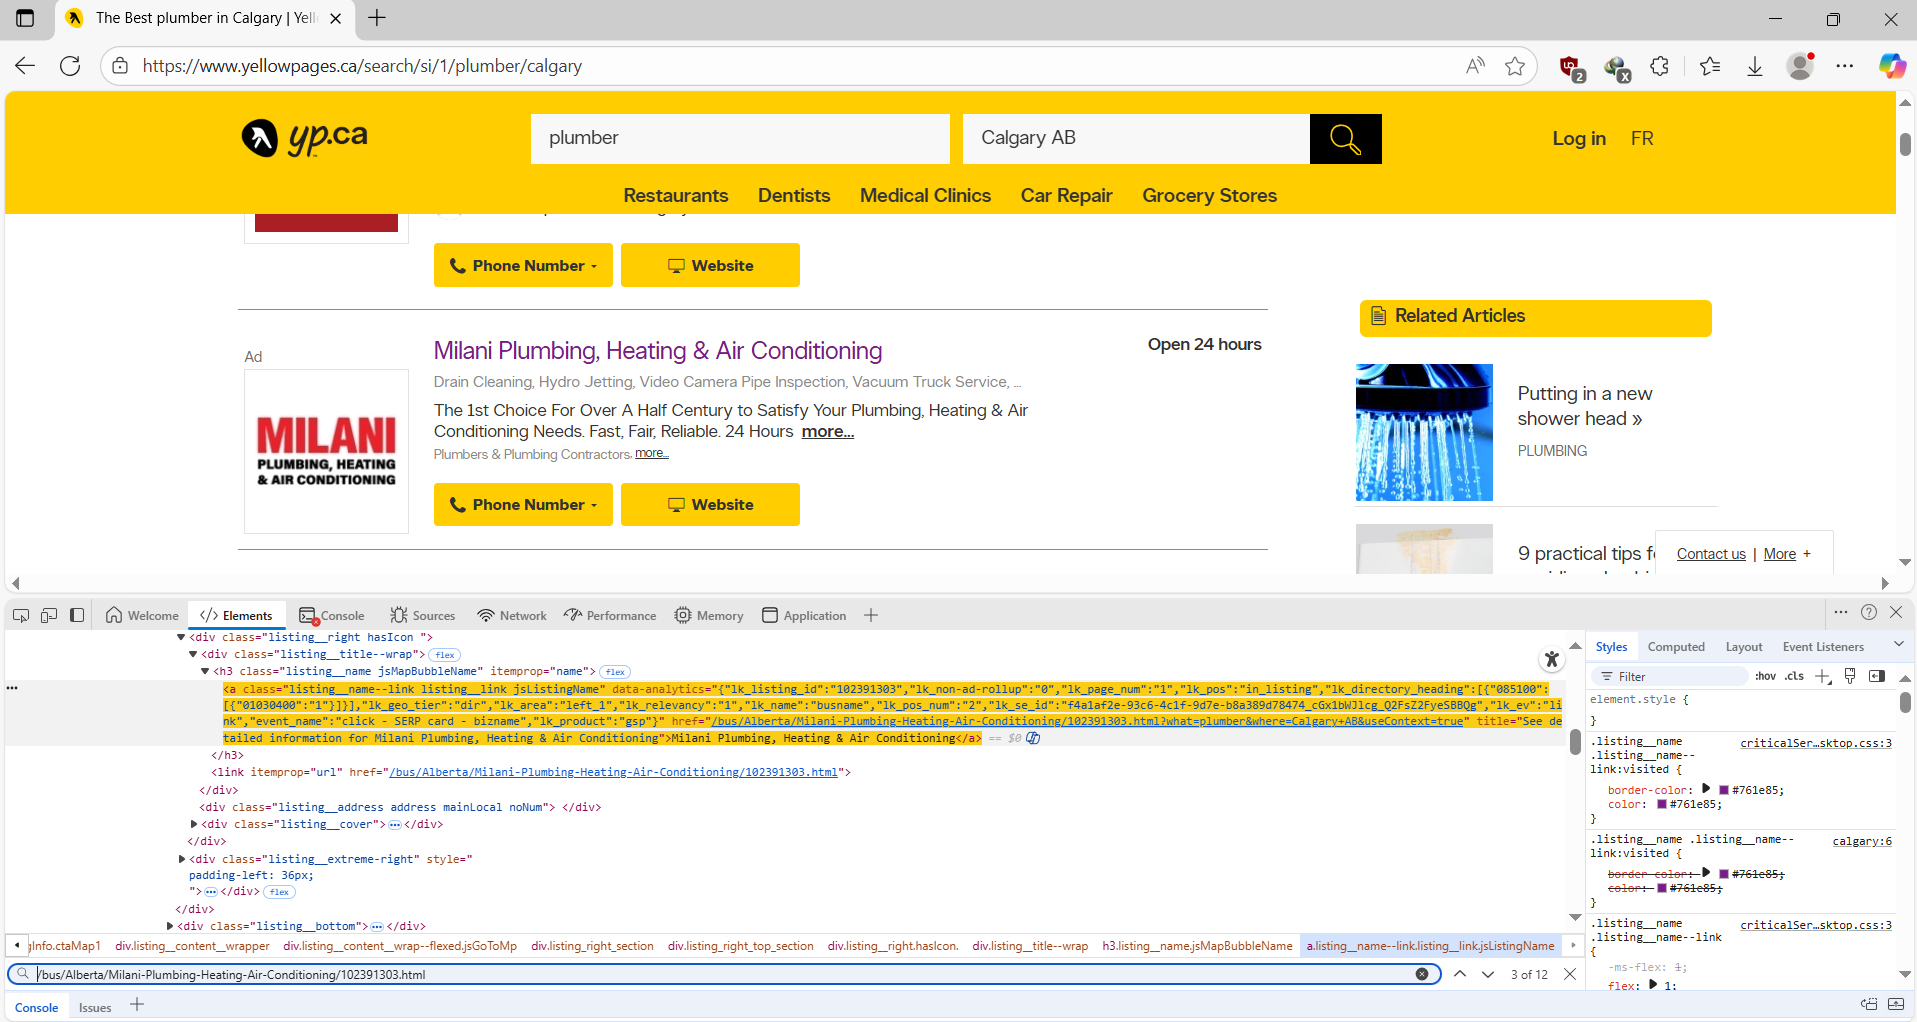 The Best plumber in Calgary | Yell
https://www.yellowpages.ca/search/si/1/plumber/calgary
2
X
yp.ca
plumber
Calgary AB
Log in
FR
Restaurants
Dentists
Medical Clinics
Car Repair
Grocery Stores
Phone Number
Website
Ad
MILANI
PLUMBING, HEATING
& AIR CONDITIONING
Milani Plumbing, Heating & Air Conditioning
Open 24 hours
Drain Cleaning, Hydro Jetting, Video Camera Pipe Inspection, Vacuum Truck Service, ...
The 1st Choice For Over A Half Century to Satisfy Your Plumbing, Heating & Air
Conditioning Needs. Fast, Fair, Reliable. 24 Hours more...
Plumbers & Plumbing Contractors, more...
Phone Number
Website
Related Articles
Putting in a new
shower head »
PLUMBING
9 practical tips f
Contact us | More +
Welcome
Elements
Console
Sources
Network
Performance
Memory
Application
<div class="listing__right hasIcon ">
<div class="listing__title--wrap"> flex
<h3 class="listing__name jsMapBubbleName" itemprop="name"> flex
<a class="listing__name--link listing__link jsListingName" data-analytics="{"lk_listing_id":"102391303","lk_non-ad-rollup":"0","lk_page_num":"1","lk_pos":"in_listing","lk_directory_heading":[{"085100":
[{"01030400":"1"}]}],"lk_geo_tier":"dir","lk_area":"left_1","lk_relevancy":"1","lk_name":"busname","lk_pos_num":"2","lk_se_id":"f4a1af2e-93c6-4c1f-9d7e-b8a389d78474_cGx1bWJlcg_Q2FsZ2FyeSBBQg","lk_ev":"li
nk","event_name":"click - SERP card - bizname","lk_product":"gsp"}" href="/bus/Alberta/Milani-Plumbing-Heating-Air-Conditioning/102391303.html?what=plumber&where=Calgary+AB&useContext=true" title="See de
tailed information for Milani Plumbing, Heating & Air Conditioning">Milani Plumbing, Heating & Air Conditioning</a> == $0
</h3>
<link itemprop="url" href="/bus/Alberta/Milani-Plumbing-Heating-Air-Conditioning/102391303.html">
</div>
<div class="listing__address address mainLocal noNum"> </div>
<div class="listing__cover"> ••• </div>
</div>
<div class="listing__extreme-right" style="
padding-left: 36px;
"> ••• </div> flex
</div>
<div class="listing__bottom"> ••• </div>
gInfo.ctaMap1
div.listing__content__wrapper
div.listing__content__wrap--flexed.jsGoToMp
div.listing_right_section
div.listing_right_top_section
div.listing__right.hasIcon.
div.listing__title--wrap
h3.listing__name.jsMapBubbleName
a.listing__name--link.listing__link.jsListingName
/bus/Alberta/Milani-Plumbing-Heating-Air-Conditioning/102391303.html
3 of 12
Console
Issues
Styles
Computed
Layout
Event Listeners
Filter
:hov
.cls
element.style {
}
.listing__name
criticalSer…sktop.css:3
.listing__name--
link:visited {
border-color: #761e85;
color: #761e85;
}
.listing__name .listing__name--
calgary:6
link:visited {
border-color: #761e85;
color: #761e85;
}
.listing__name
criticalSer…sktop.css:3
.listing__name--link
{
-ms-flex: 1;
flex: 1;